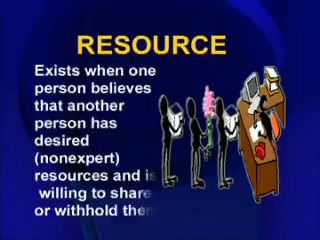 RESOURCE
Exists when one
person believes
that another
person has
desired
(nonexpert)
resources and is
willing to share
or withhold them